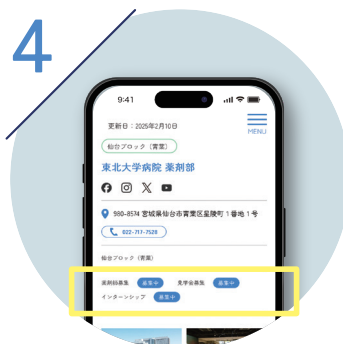 4
9:41
更新日：2025年2月10日
MENU
仙台ブロック（青葉）
東北大学病院 薬剤部
980-8574 宮城県仙台市青葉区星陵町1番地1号
022-717-7528
仙台ブロック（青葉）
薬剤師募集 募集中 見学会募集 募集中
インターンシップ 募集中